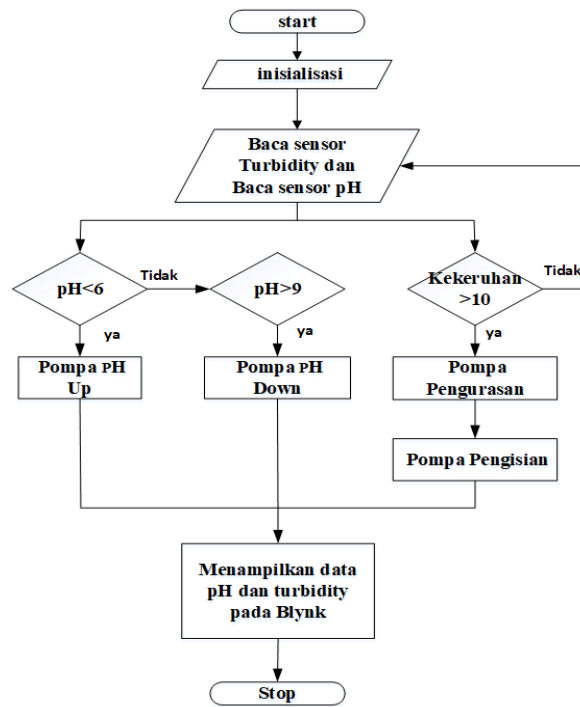 start
inisialisasi
Baca sensor
Turbidity dan
Baca sensor pH
pH<6
Tidak
pH>9
Kekeruhan
>10
Tidak
ya
ya
ya
Pompa pH
Up
Pompa pH
Down
Pompa
Pengurasan
Pompa Pengisian
Menampilkan data
pH dan turbidity
pada Blynk
Stop